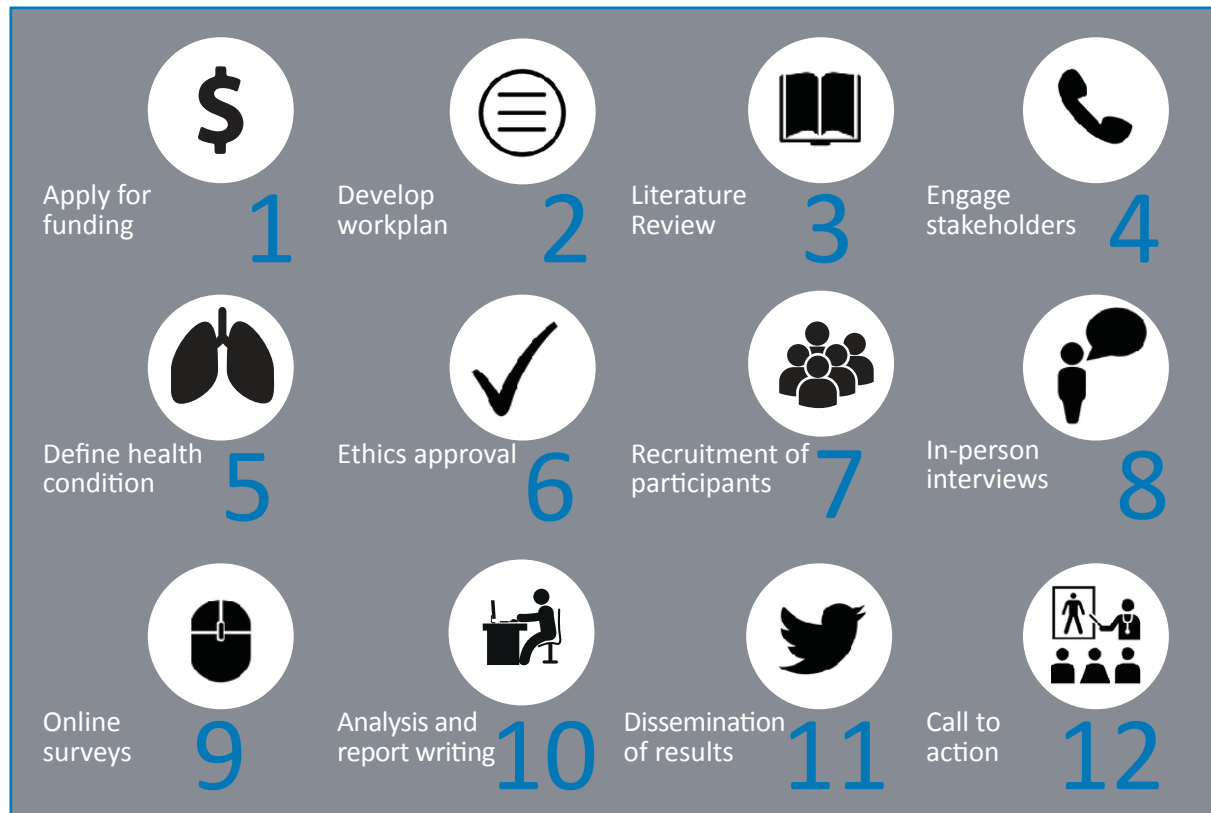 $
Apply for
funding
1
Develop
workplan
2
Literature
Review
3
Engage
stakeholders
4
Define health
condition
5
Ethics approval
6
Recruitment of
participants
7
In-person
interviews
8
Online
surveys
9
Analysis and
report writing
10
Dissemination
of results
11
Call to
action
12